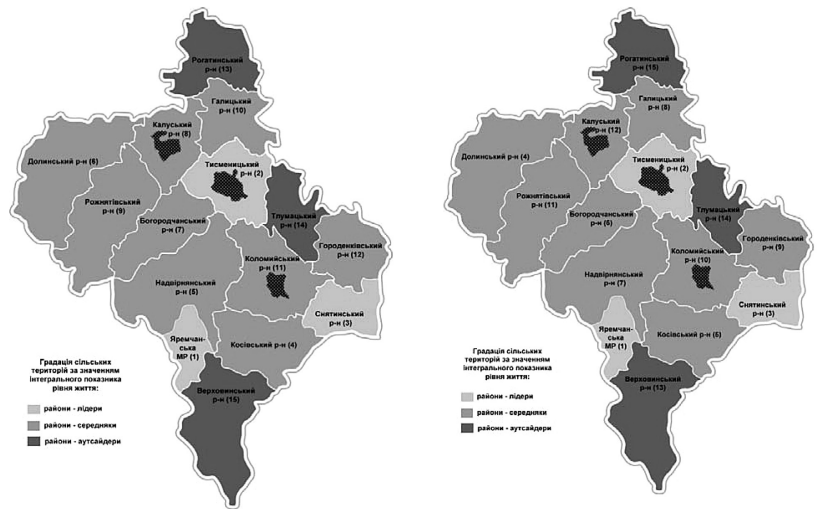 Рогатинський
р-н (13)
Галицький
р-н (10)
Калуський
р-н (8)
Долинський р-н (6)
Тисменицький
р-н (2)
Рожнятівський
р-н (9)
Богородчанський
р-н (7)
Тлумацький
р-н (14)
Городенківський
р-н (12)
Коломийський
р-н (11)
Надвірнянський
р-н (5)
Снятинський
р-н (3)
Яремчан-
ська
МР (1)
Косівський р-н (4)
Верховинський
р-н (15)
Градація сільських
територій за значенням
інтегрального показника
рівня життя:
райони - лідери
райони - середняки
райони - аутсайдери
Рогатинський
р-н (15)
Галицький
р-н (8)
Калуський
р-н (12)
Долинський р-н (4)
Тисменицький
р-н (2)
Рожнятівський
р-н (11)
Богородчанський
р-н (6)
Тлумацький
р-н (14)
Городенківський
р-н (9)
Коломийський
р-н (10)
Надвірнянський
р-н (7)
Снятинський
р-н (3)
Яремчан-
ська
МР (1)
Косівський р-н (5)
Верховинський
р-н (13)
Градація сільських
територій за значенням
інтегрального показника
рівня життя:
райони - лідери
райони - середняки
райони - аутсайдери